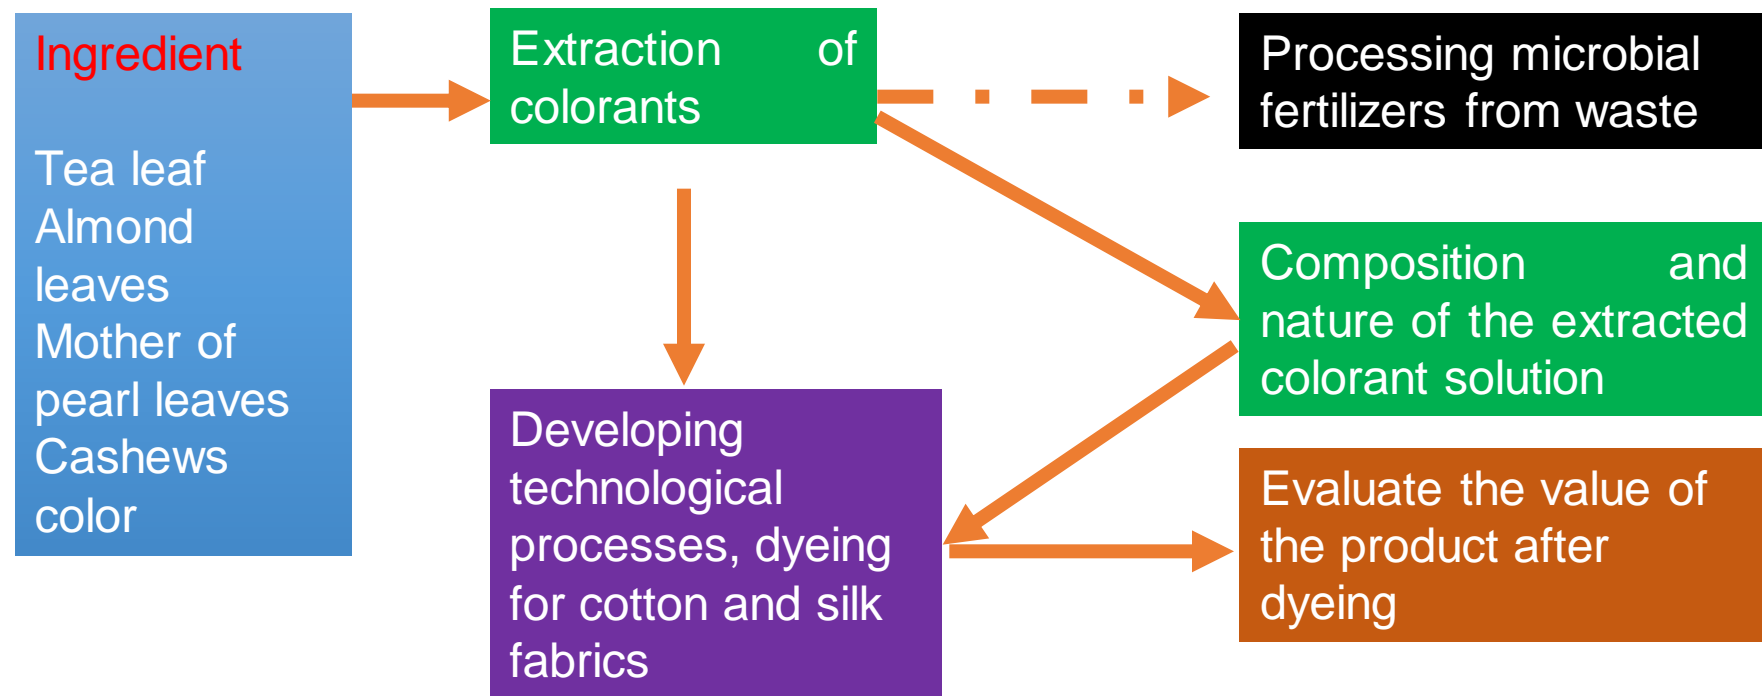 Ingredient
Tea leaf
Almond
leaves
Mother of
pearl leaves
Cashews
color
Extraction of
colorants
Processing microbial
fertilizers from waste
Composition and
nature of the extracted
colorant solution
Developing
technological
processes, dyeing
for cotton and silk
fabrics
Evaluate the value of
the product after
dyeing